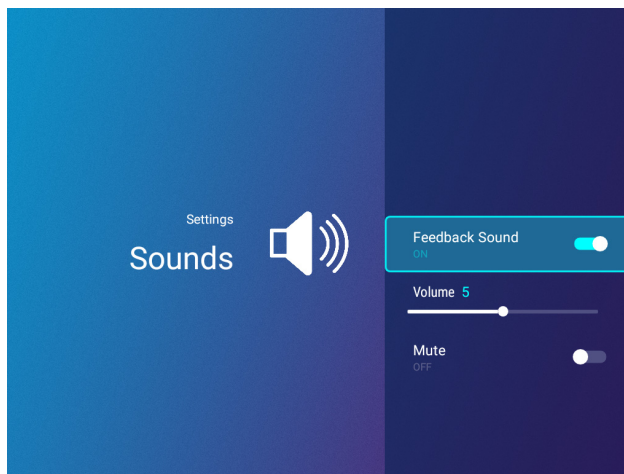 Settings
Sounds
Feedback Sound
ON
Volume 5
Mute
OFF